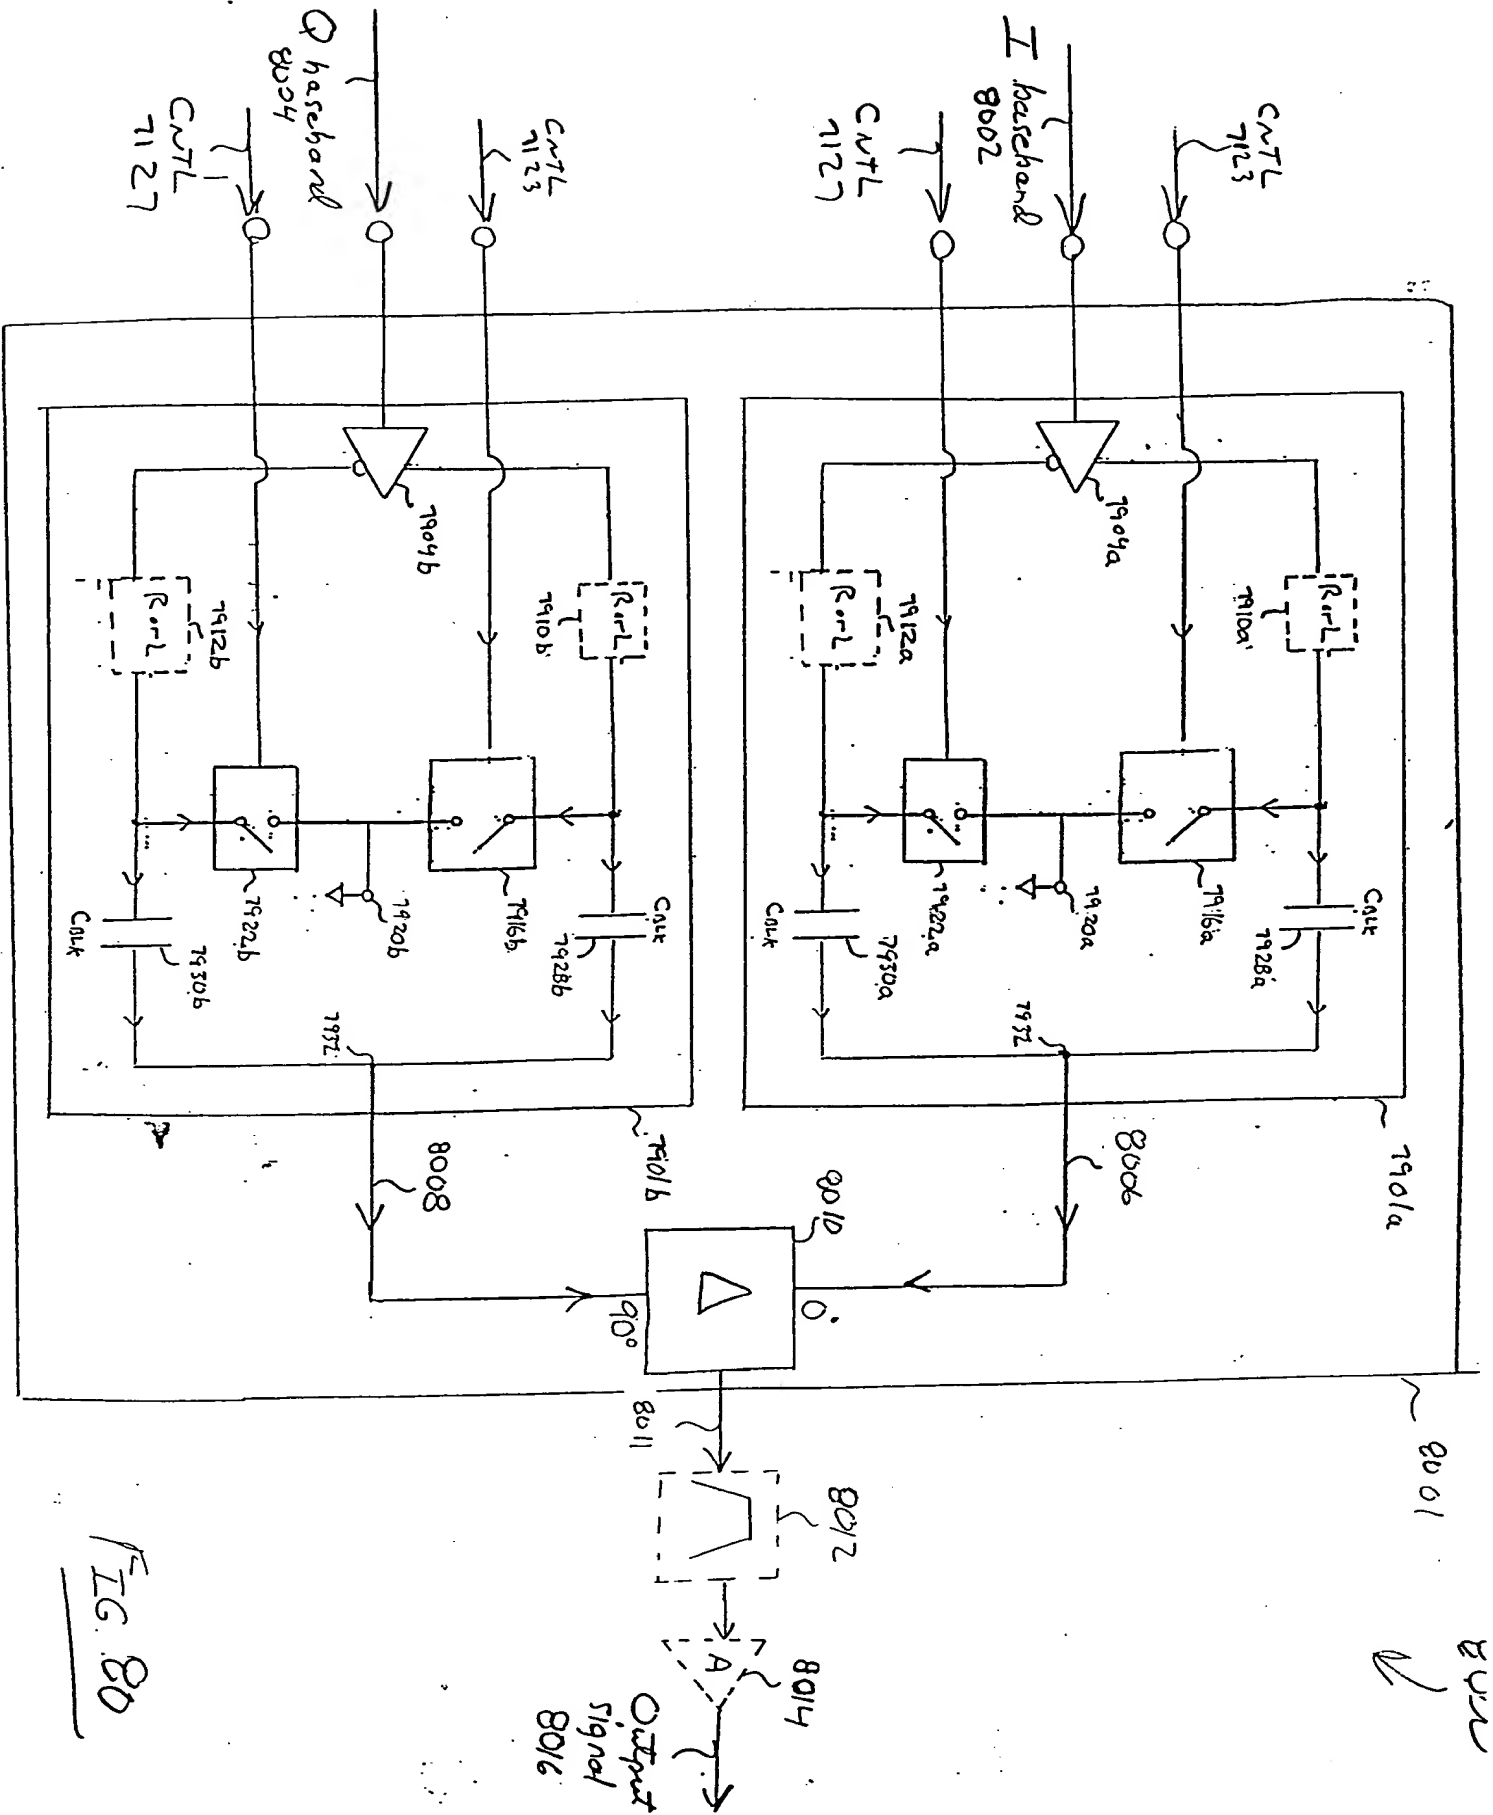 CNTL
7123
I baseband
8002
CNTL
7127
CNTL
7123
Q baseband
8004
CNTL
7127
7904a
R or L
7910a
R or L
7912a
7916a
7920a
7922a
CBLK
7928a
CBLK
7930a
7932
7901a
7904b
R or L
7910b
R or L
7912b
7916b
7920b
7922b
CBLK
7928b
CBLK
7930b
7932
7901b
8006
8008
8010
0°
90°
8001
8011
8012
A
8014
Output
signal
8016
FIG. 80